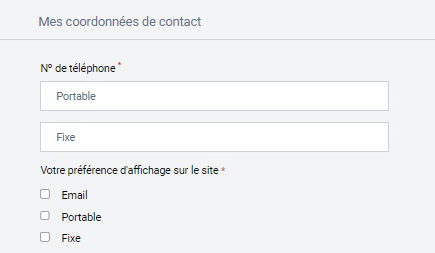 Mes coordonnées de contact
N° de téléphone *
Portable
Fixe
Votre préférence d'affichage sur le site *
Email
Portable
Fixe